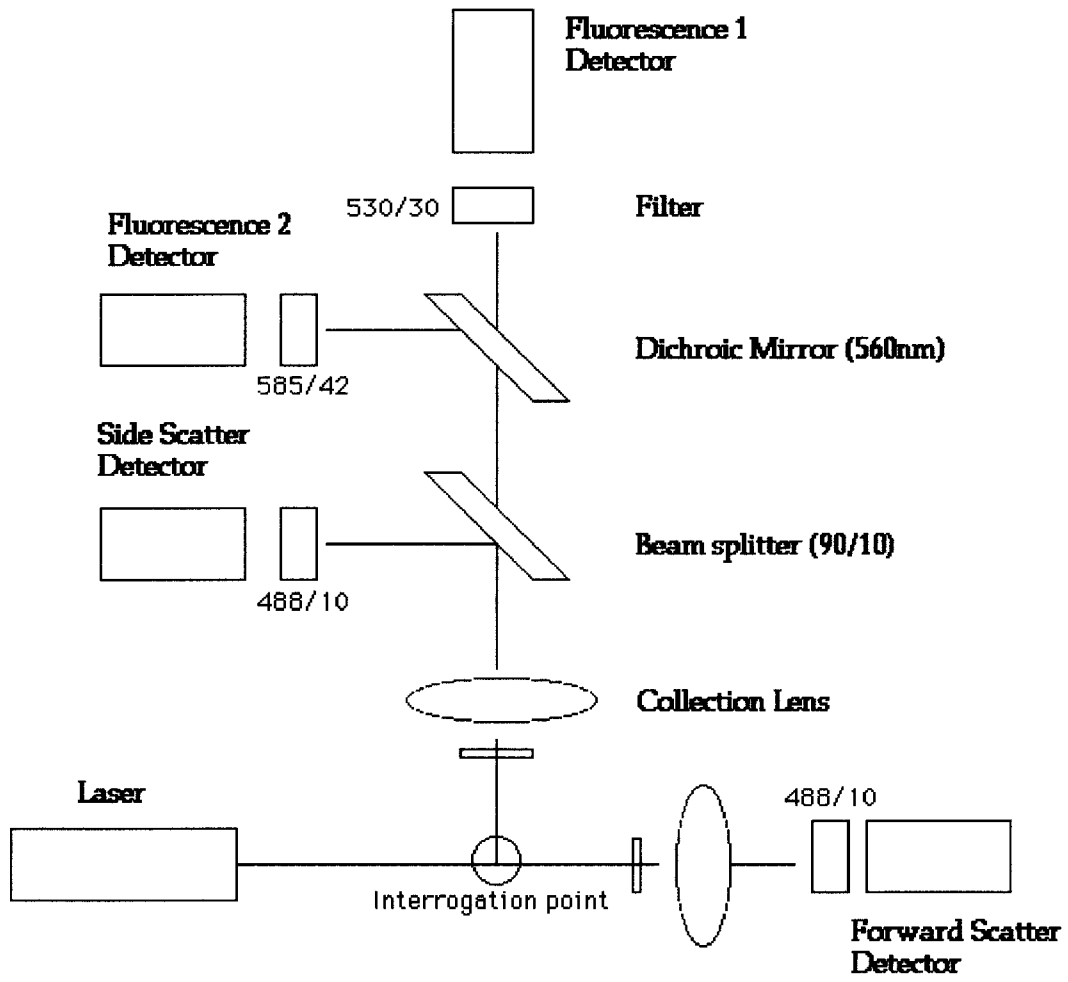 Fluorescence 1
Detector
530/30
Filter
Fluorescence 2
Detector
585/42
Dichroic Mirror (560nm)
Side Scatter
Detector
488/10
Beam splitter (90/10)
Collection Lens
Laser
488/10
Interrogation point
Forward Scatter
Detector